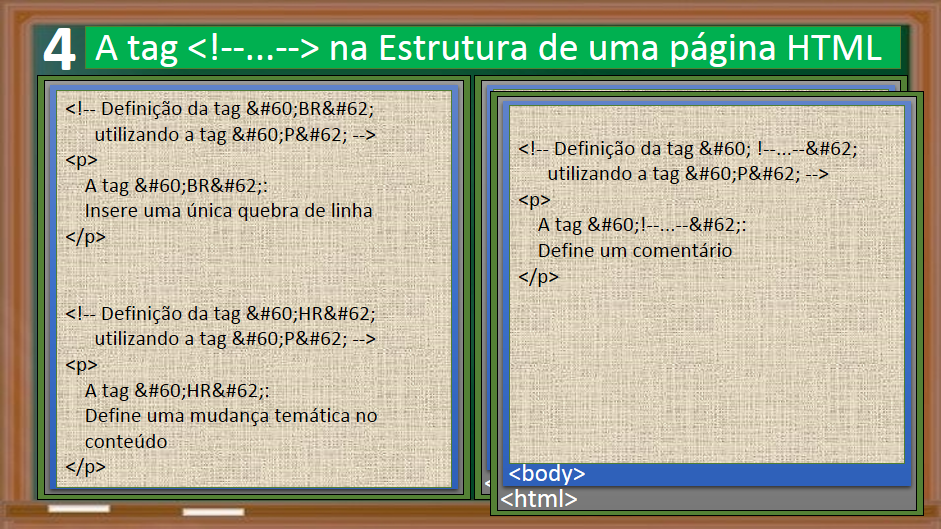 4 A tag <!--...--> na Estrutura de uma página HTML
<!-- Definição da tag &#60;BR&#62;
utilizando a tag &#60;P&#62; -->
<p>
A tag &#60;BR&#62;:
Insere uma única quebra de linha
</p>
<!-- Definição da tag &#60;HR&#62;
utilizando a tag &#60;P&#62; -->
<p>
A tag &#60;HR&#62;:
Define uma mudança temática no
conteúdo
</p>
<!-- Definição da tag &#60; !--...--&#62;
utilizando a tag &#60;P&#62; -->
<p>
A tag &#60;!--...--&#62;:
Define um comentário
</p>
<body>
<html>